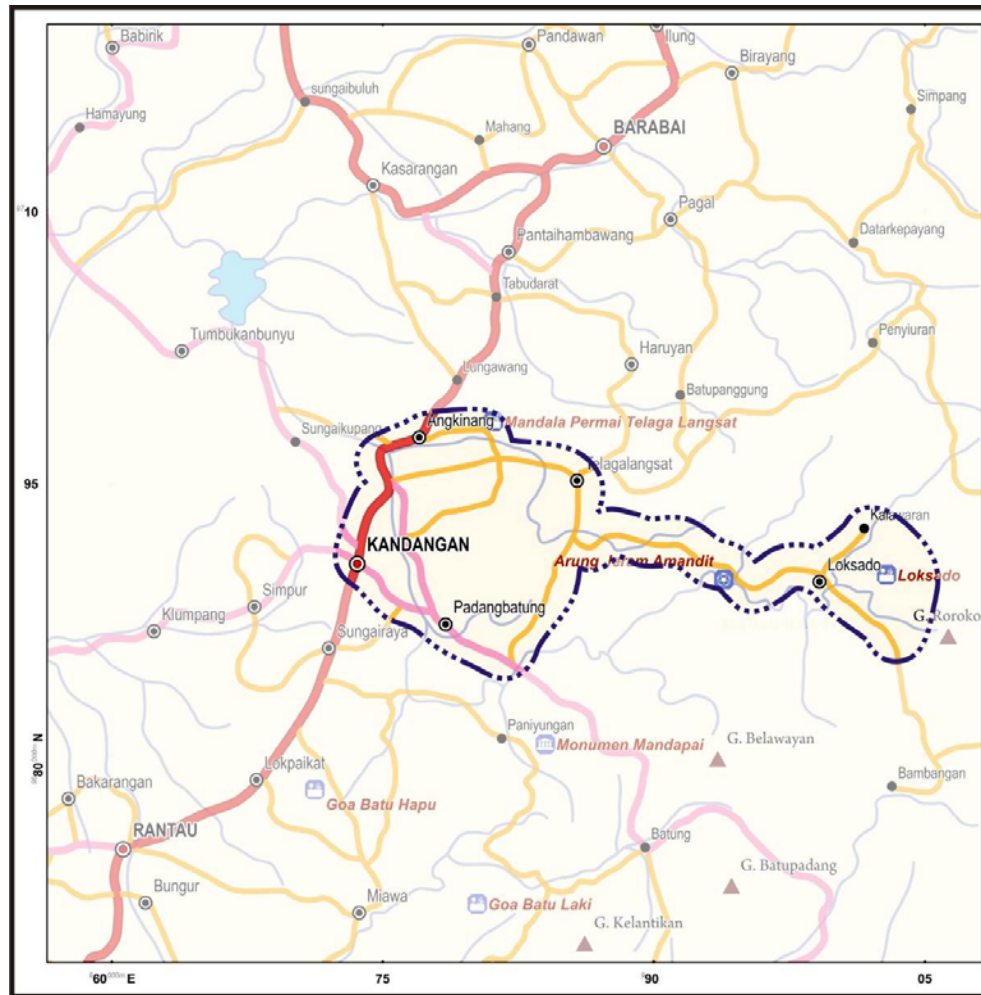 Babirik
Pandawan
Ilung
Birayang
sungaibuluh
Simpang
Hamayung
Mahang
BARABAI
Kasarangan
10
Pagal
Datarkepayang
Pantaihambawang
Tabudarat
Tumbukanbunyu
Penyiuran
Haruyan
Lungawang
Batupanggung
Mandala Permai Telaga Langsat
Angkinang
Sungaikupang
Telagalangsat
95
Kalawaran
KANDANGAN
Arung Jeram Amandit
Loksado
Loksado
Simpur
Padangbatung
G. Roroko
Klumpang
Sungairaya
Paniyungan
Monumen Mandapai
G. Belawayan
80
N
Lokpaikat
Bambangan
Bakarangan
Goa Batu Hapu
RANTAU
Batung
G. Batupadang
Bungur
Miawa
Goa Batu Laki
G. Kelantikan
60
E
75
90
05